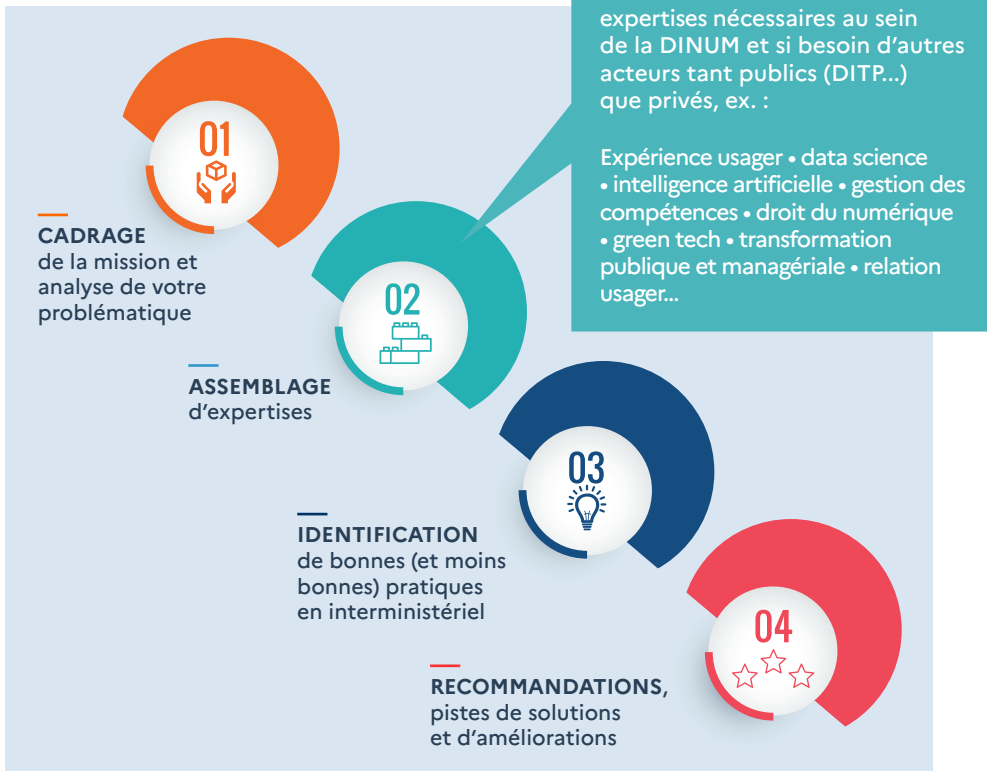 expertises nécessaires au sein
de la DINUM et si besoin d'autres
acteurs tant publics (DITP...)
que privés, ex. :
Expérience usager • data science
• intelligence artificielle • gestion des
compétences • droit du numérique
• green tech • transformation
publique et managériale • relation
usager...
01
CADRAGE
de la mission et
analyse de votre
problématique
02
ASSEMBLAGE
d'expertises
03
IDENTIFICATION
de bonnes (et moins
bonnes) pratiques
en interministériel
04
RECOMMANDATIONS,
pistes de solutions
et d'améliorations